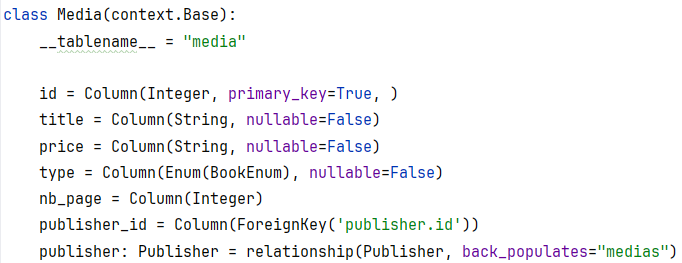 class Media(context.Base):
    __tablename__ = "media"
    id = Column(Integer, primary_key=True, )
    title = Column(String, nullable=False)
    price = Column(String, nullable=False)
    type = Column(Enum(BookEnum), nullable=False)
    nb_page = Column(Integer)
    publisher_id = Column(ForeignKey('publisher.id'))
    publisher: Publisher = relationship(Publisher, back_populates="medias")